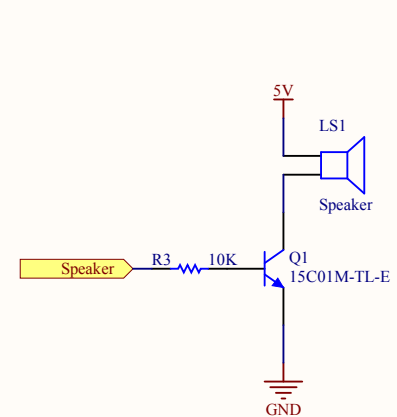 5V
LS1
Speaker
Speaker
R3
10K
Q1
15C01M-TL-E
GND